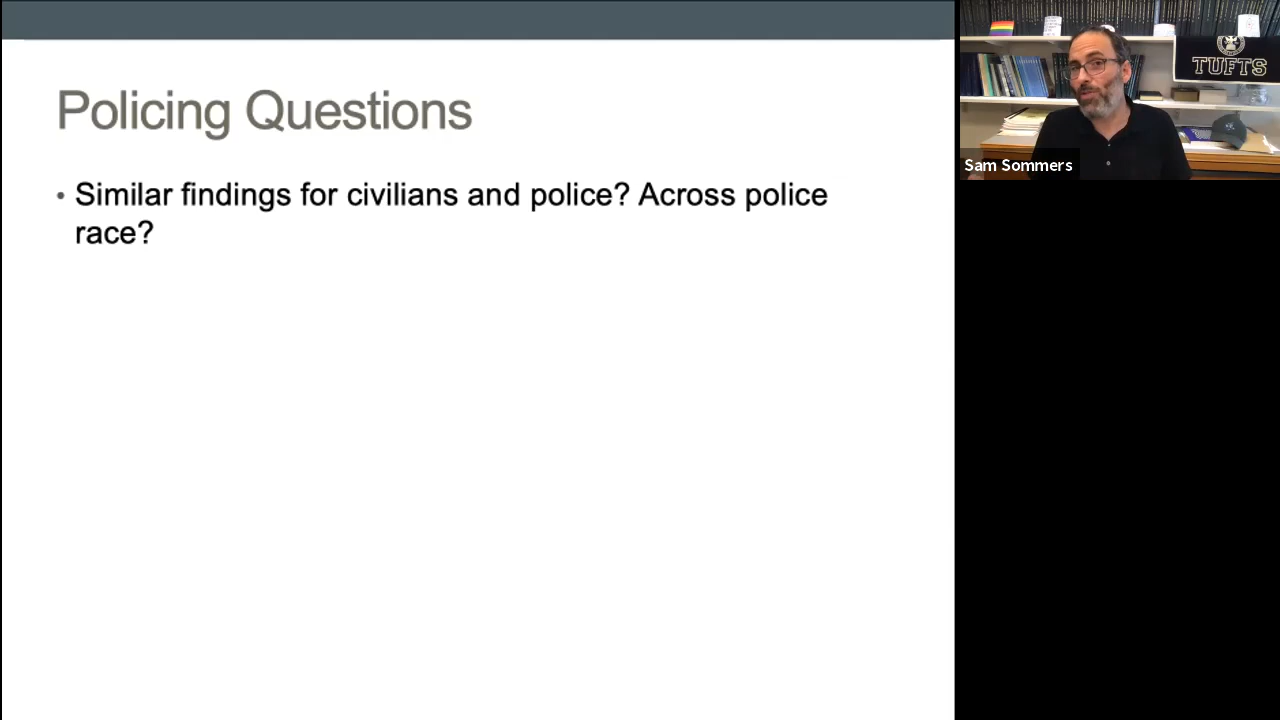 Policing Questions
• Similar findings for civilians and police? Across police
race?
TUFTS
Sam Sommers